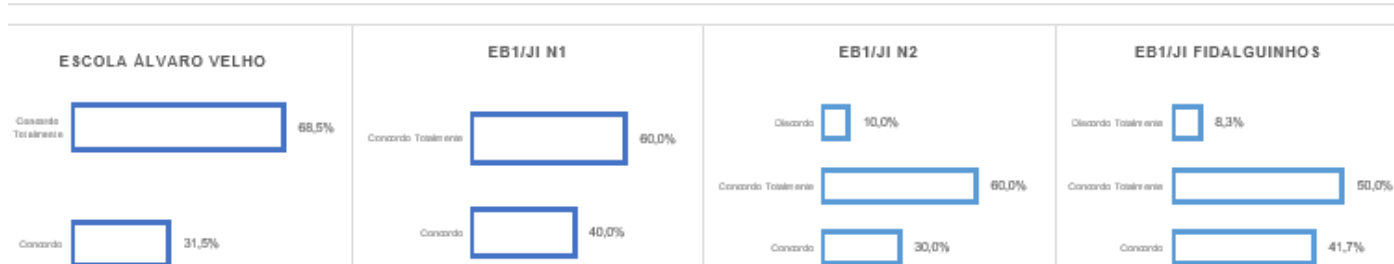 ESCOLA ÁLVARO VELHO
Concordo
Totalmente
68,5%
Concordo
31,5%
EB1/JI N1
Concordo Totalmente
60,0%
Concordo
40,0%
EB1/JI N2
Discordo
10,0%
Concordo Totalmente
60,0%
Concordo
30,0%
EB1/JI FIDALGUINHOS
Discordo Totalmente
8,3%
Concordo Totalmente
50,0%
Concordo
41,7%